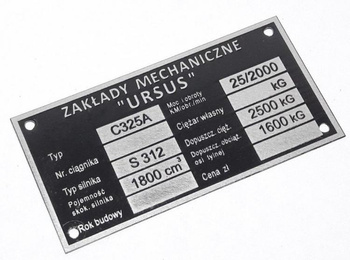 ZAKŁADY MECHANICZNE
"URSUS"
Typ C325A
Nr. ciągnika
Typ silnika S 312
Pojemność skok. silnika 1800 cm³
Rok budowy
Moc i obroty KM/obr./min 25/2000
Ciężar własny 2500 kG
Dopuszcz. cięż. 1600 kG
Dopuszcz. obciąż. osi tylnej
Cena zł